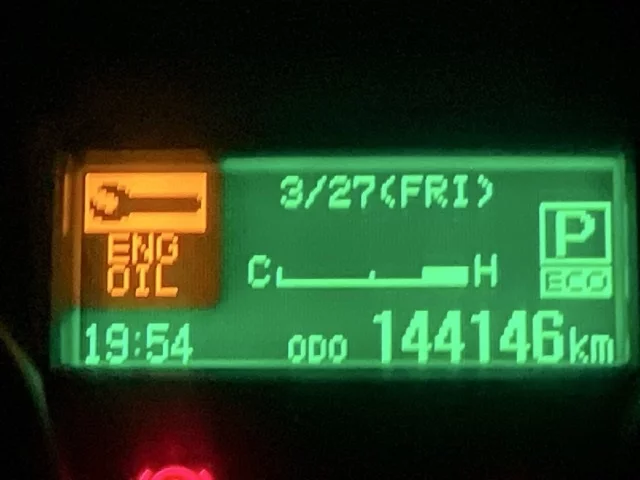 3/27(FRI)
ENG
OIL
C H
P
ECO
19:54 ODO 144146km